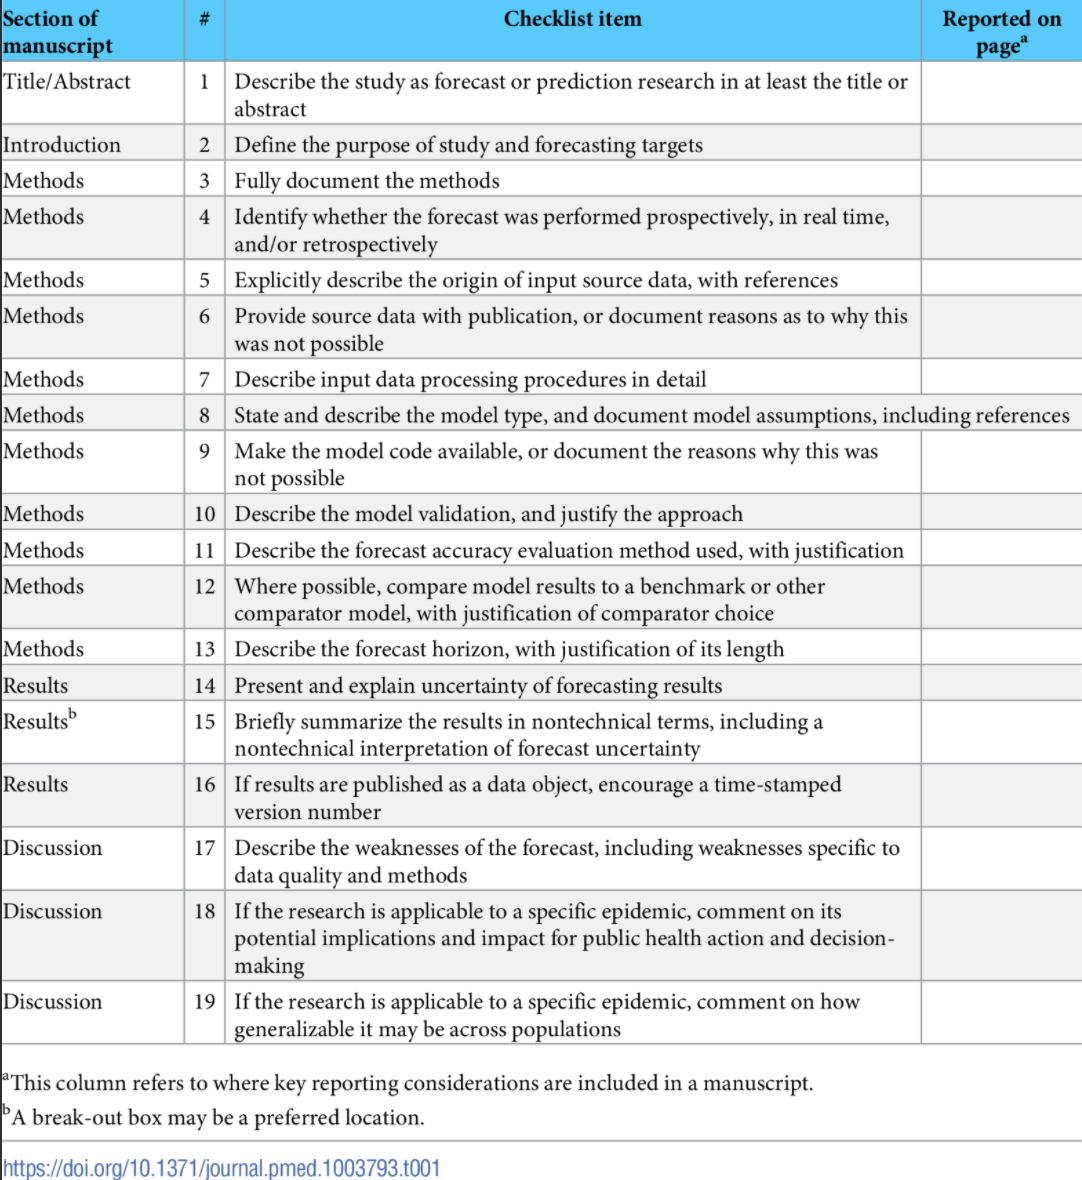 Section of manuscript # Checklist item Reported on pageᵃ
Title/Abstract 1 Describe the study as forecast or prediction research in at least the title or
abstract
Introduction 2 Define the purpose of study and forecasting targets
Methods 3 Fully document the methods
Methods 4 Identify whether the forecast was performed prospectively, in real time,
and/or retrospectively
Methods 5 Explicitly describe the origin of input source data, with references
Methods 6 Provide source data with publication, or document reasons as to why this
was not possible
Methods 7 Describe input data processing procedures in detail
Methods 8 State and describe the model type, and document model assumptions, including references
Methods 9 Make the model code available, or document the reasons why this was
not possible
Methods 10 Describe the model validation, and justify the approach
Methods 11 Describe the forecast accuracy evaluation method used, with justification
Methods 12 Where possible, compare model results to a benchmark or other
comparator model, with justification of comparator choice
Methods 13 Describe the forecast horizon, with justification of its length
Results 14 Present and explain uncertainty of forecasting results
Resultsᵇ 15 Briefly summarize the results in nontechnical terms, including a
nontechnical interpretation of forecast uncertainty
Results 16 If results are published as a data object, encourage a time-stamped
version number
Discussion 17 Describe the weaknesses of the forecast, including weaknesses specific to
data quality and methods
Discussion 18 If the research is applicable to a specific epidemic, comment on its
potential implications and impact for public health action and decision-
making
Discussion 19 If the research is applicable to a specific epidemic, comment on how
generalizable it may be across populations
ᵃThis column refers to where key reporting considerations are included in a manuscript.
ᵇA break-out box may be a preferred location.
https://doi.org/10.1371/journal.pmed.1003793.t001